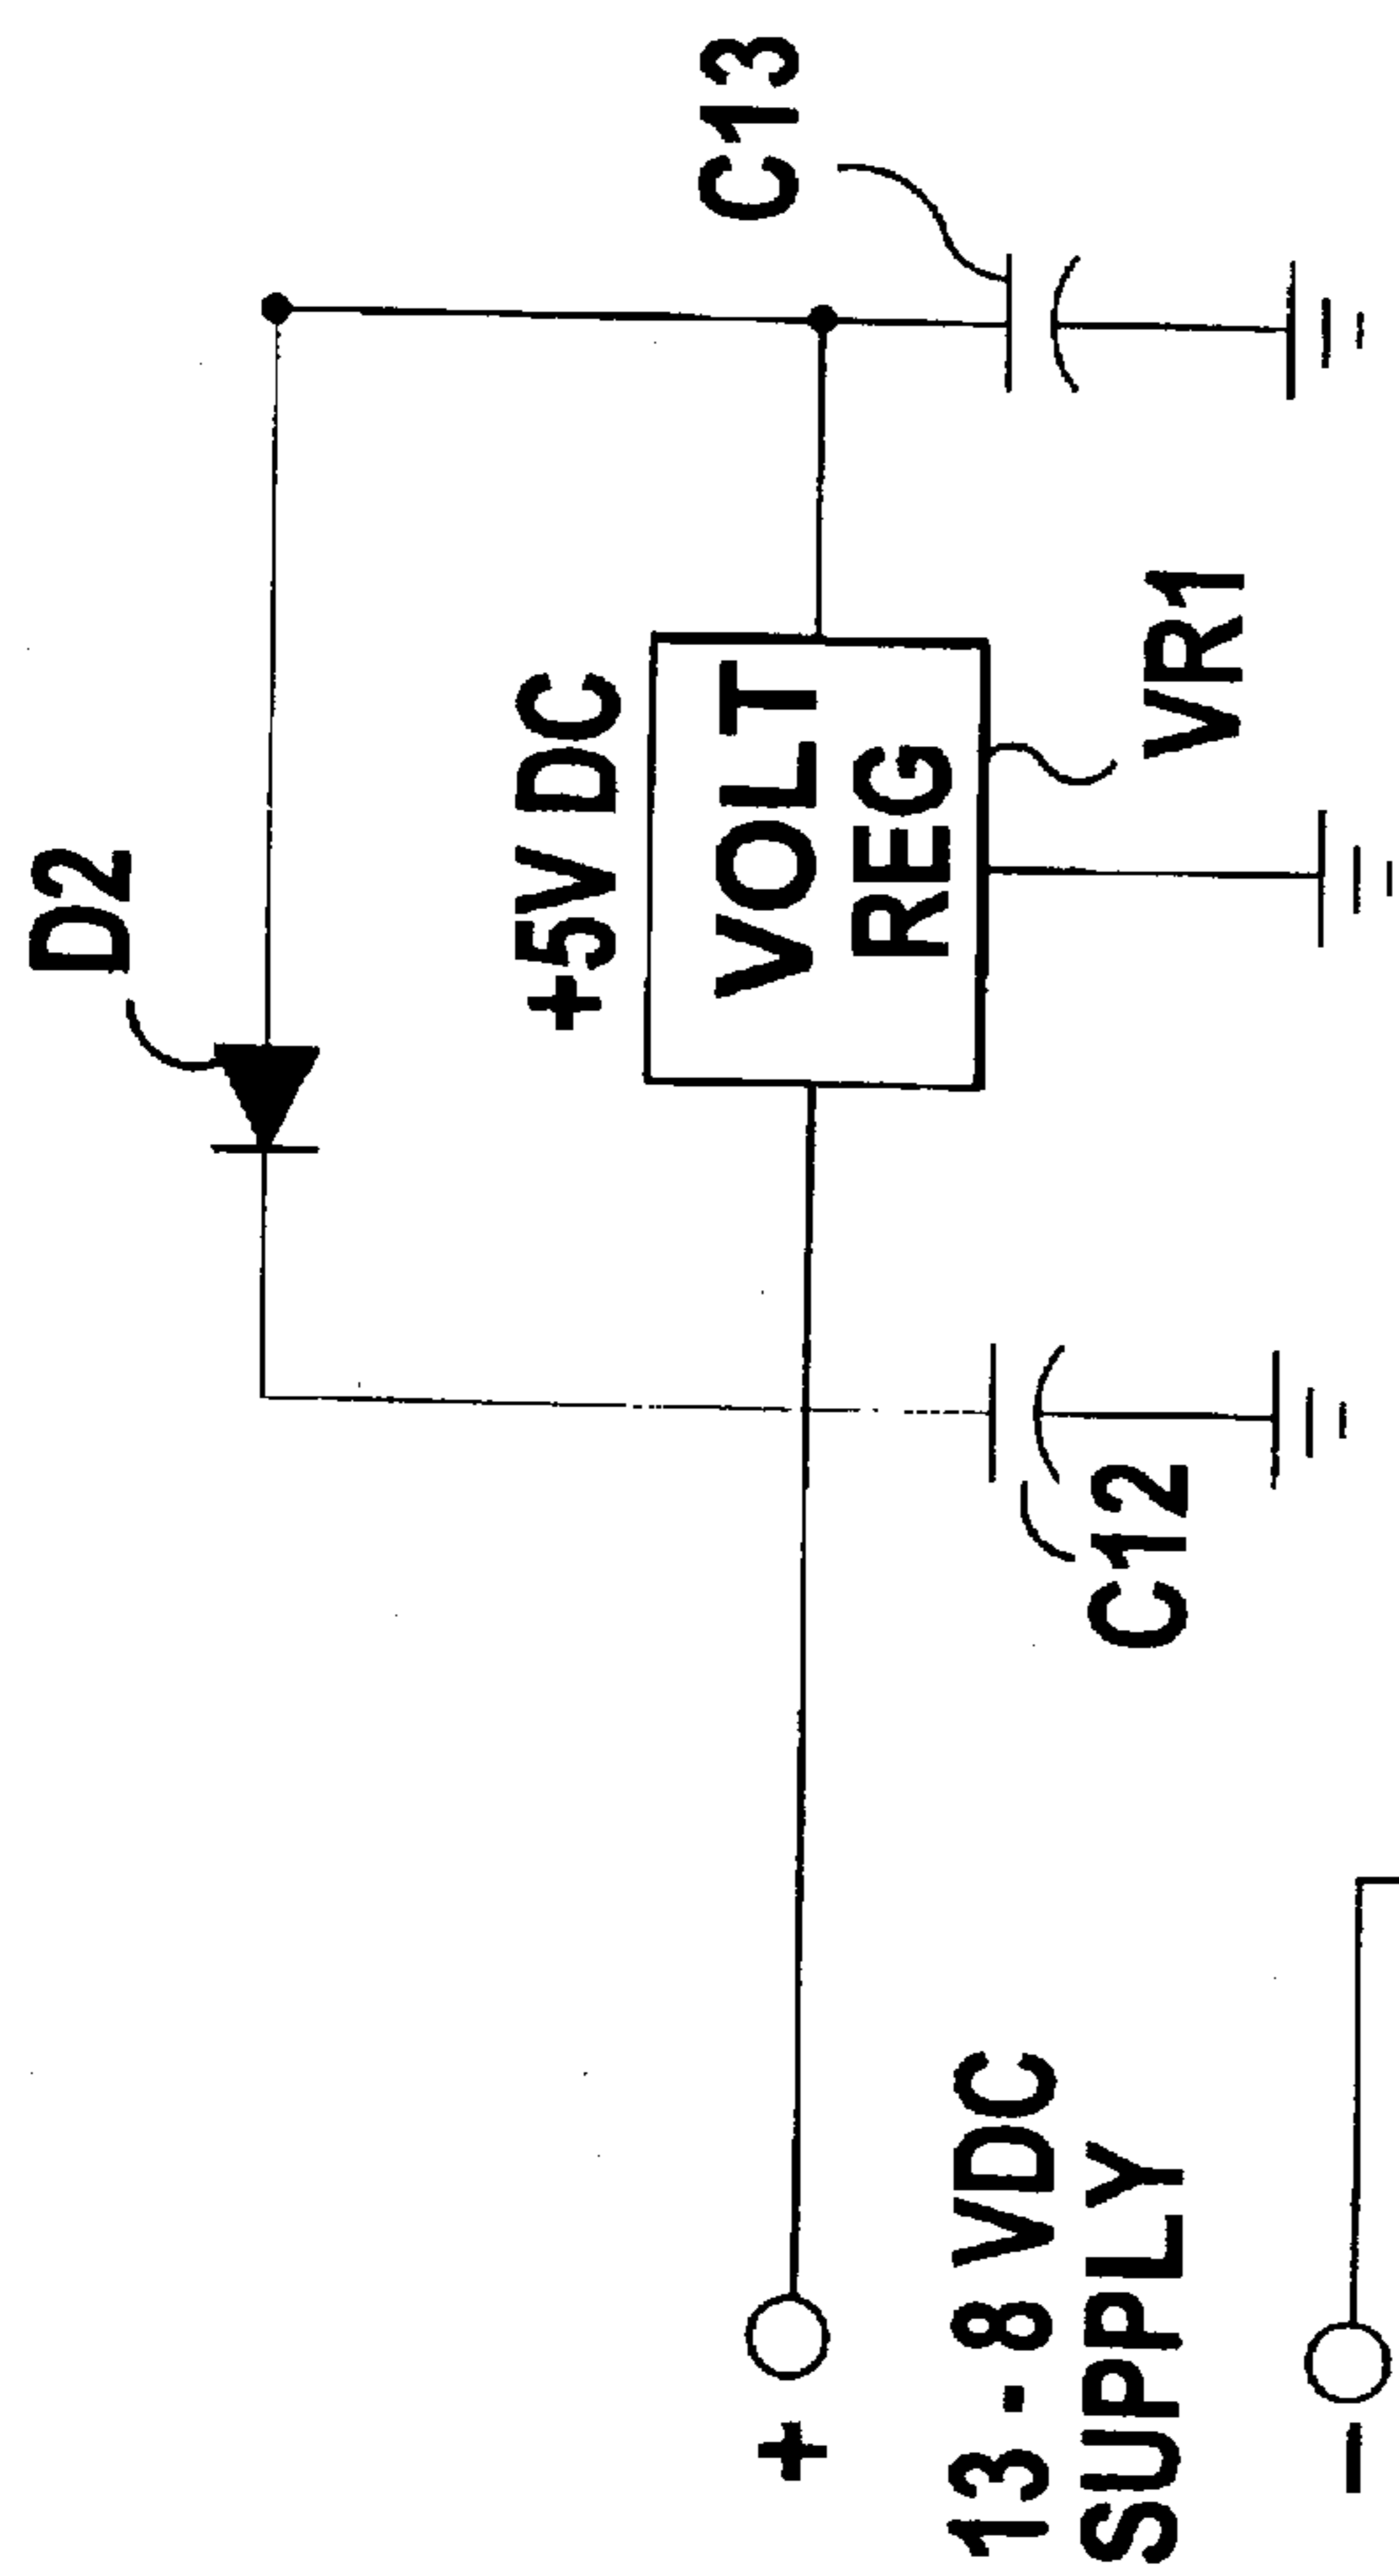 D2
C13
+5V DC
VOLT
REG
VR1
C12
+
13 - 8 VDC
SUPPLY
-